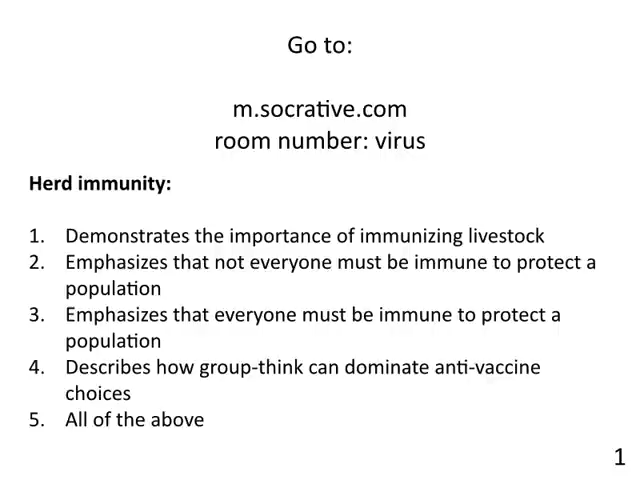 Go to:
m.socrative.com
room number: virus
Herd immunity:
1. Demonstrates the importance of immunizing livestock
2. Emphasizes that not everyone must be immune to protect a
population
3. Emphasizes that everyone must be immune to protect a
population
4. Describes how group-think can dominate anti-vaccine
choices
5. All of the above
1